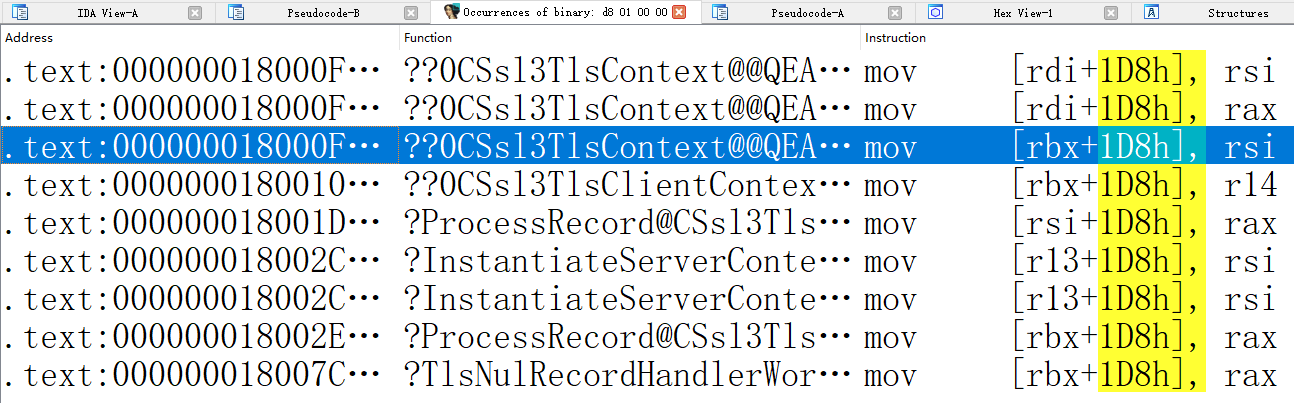 IDA View-A Pseudocode-B Occurrences of binary: d8 01 00 00 Pseudocode-A Hex View-1 Structures
Address Function Instruction
.text:000000018000F… ??0CSsl3TlsContext@@QEA… mov [rdi+1D8h], rsi
.text:000000018000F… ??0CSsl3TlsContext@@QEA… mov [rdi+1D8h], rax
.text:000000018000F… ??0CSsl3TlsContext@@QEA… mov [rbx+1D8h], rsi
.text:0000000180010… ??0CSsl3TlsClientContex… mov [rbx+1D8h], r14
.text:000000018001D… ?ProcessRecord@CSsl3Tls… mov [rsi+1D8h], rax
.text:000000018002C… ?InstantiateServerConte… mov [r13+1D8h], rsi
.text:000000018002C… ?InstantiateServerConte… mov [r13+1D8h], rsi
.text:000000018002E… ?ProcessRecord@CSsl3Tls… mov [rbx+1D8h], rax
.text:000000018007C… ?TlsNulRecordHandlerWor… mov [rbx+1D8h], rax